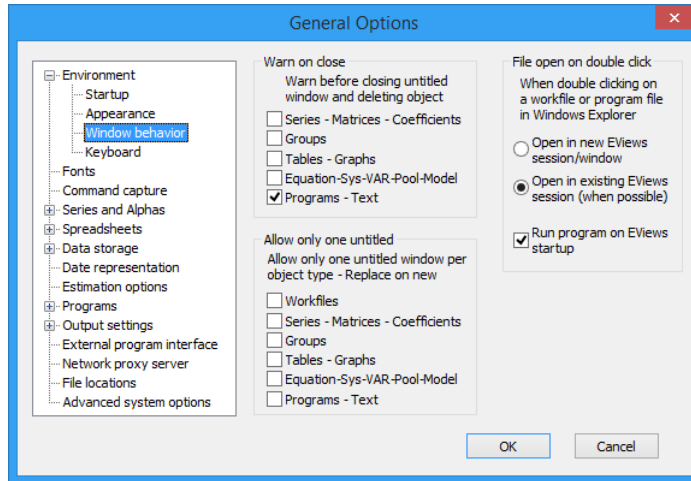 General Options
Environment
Startup
Appearance
Window behavior
Keyboard
Fonts
Command capture
Series and Alphas
Spreadsheets
Data storage
Date representation
Estimation options
Programs
Output settings
External program interface
Network proxy server
File locations
Advanced system options
Warn on close
Warn before closing untitled
window and deleting object
Series - Matrices - Coefficients
Groups
Tables - Graphs
Equation-Sys-VAR-Pool-Model
Programs - Text
Allow only one untitled
Allow only one untitled window per
object type - Replace on new
Workfiles
Series - Matrices - Coefficients
Groups
Tables - Graphs
Equation-Sys-VAR-Pool-Model
Programs - Text
File open on double click
When double clicking on
a workfile or program file
in Windows Explorer
Open in new EViews
session/window
Open in existing EViews
session (when possible)
Run program on EViews
startup
OK
Cancel